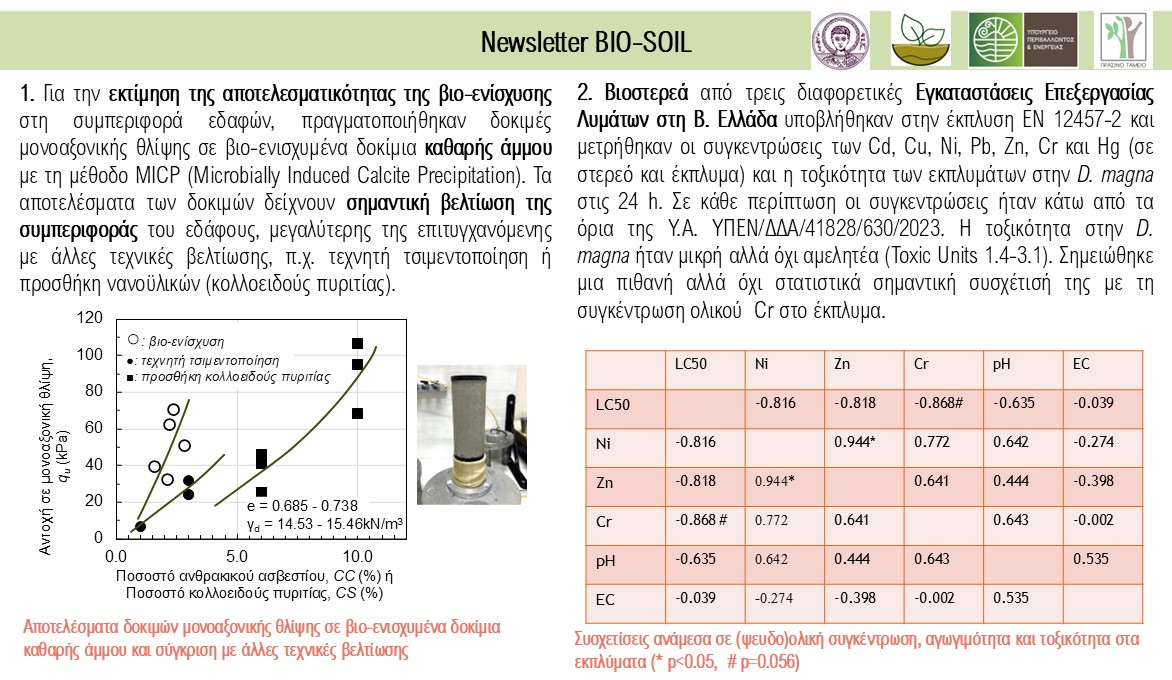 Newsletter BIO-SOIL
ΥΠΟΥΡΓΕΙΟ
ΠΕΡΙΒΑΛΛΟΝΤΟΣ
& ΕΝΕΡΓΕΙΑΣ
ΠΡΑΣΙΝΟ ΤΑΜΕΙΟ
1. Για την εκτίμηση της αποτελεσματικότητας της βιο-ενίσχυσης
στη συμπεριφορά εδαφών, πραγματοποιήθηκαν δοκιμές
μονοαξονικής θλίψης σε βιο-ενισχυμένα δοκίμια καθαρής άμμου
με τη μέθοδο MICP (Microbially Induced Calcite Precipitation). Τα
αποτελέσματα των δοκιμών δείχνουν σημαντική βελτίωση της
συμπεριφοράς του εδάφους, μεγαλύτερης της επιτυγχανόμενης
με άλλες τεχνικές βελτίωσης, π.χ. τεχνητή τσιμεντοποίηση ή
προσθήκη νανοϋλικών (κολλοειδούς πυριτίας).
120
100
80
60
40
20
0
0.0 5.0 10.0
Αντοχή σε μονοαξονική θλίψη,
qu (kPa)
: βιο-ενίσχυση
: τεχνητή τσιμεντοποίηση
: προσθήκη κολλοειδούς πυριτίας
e = 0.685 - 0.738
γd = 14.53 - 15.46kN/m³
Ποσοστό ανθρακικού ασβεστίου, CC (%) ή
Ποσοστό κολλοειδούς πυριτίας, CS (%)
Αποτελέσματα δοκιμών μονοαξονικής θλίψης σε βιο-ενισχυμένα δοκίμια
καθαρής άμμου και σύγκριση με άλλες τεχνικές βελτίωσης
2. Βιοστερεά από τρεις διαφορετικές Εγκαταστάσεις Επεξεργασίας
Λυμάτων στη Β. Ελλάδα υποβλήθηκαν στην έκπλυση EN 12457-2 και
μετρήθηκαν οι συγκεντρώσεις των Cd, Cu, Ni, Pb, Zn, Cr και Hg (σε
στερεό και έκπλυμα) και η τοξικότητα των εκπλυμάτων στην D. magna
στις 24 h. Σε κάθε περίπτωση οι συγκεντρώσεις ήταν κάτω από τα
όρια της Υ.Α. ΥΠΕΝ/ΔΔΑ/41828/630/2023. Η τοξικότητα στην D.
magna ήταν μικρή αλλά όχι αμελητέα (Toxic Units 1.4-3.1). Σημειώθηκε
μια πιθανή αλλά όχι στατιστικά σημαντική συσχέτισή της με τη
συγκέντρωση ολικού Cr στο έκπλυμα.
LC50 Ni Zn Cr pH EC
LC50 -0.816 -0.818 -0.868# -0.635 -0.039
Ni -0.816 0.944* 0.772 0.642 -0.274
Zn -0.818 0.944* 0.641 0.444 -0.398
Cr -0.868 # 0.772 0.641 0.643 -0.002
pH -0.635 0.642 0.444 0.643 0.535
EC -0.039 -0.274 -0.398 -0.002 0.535
Συσχετίσεις ανάμεσα σε (ψευδο)ολική συγκέντρωση, αγωγιμότητα και τοξικότητα στα
εκπλύματα (* p<0.05, # p=0.056)